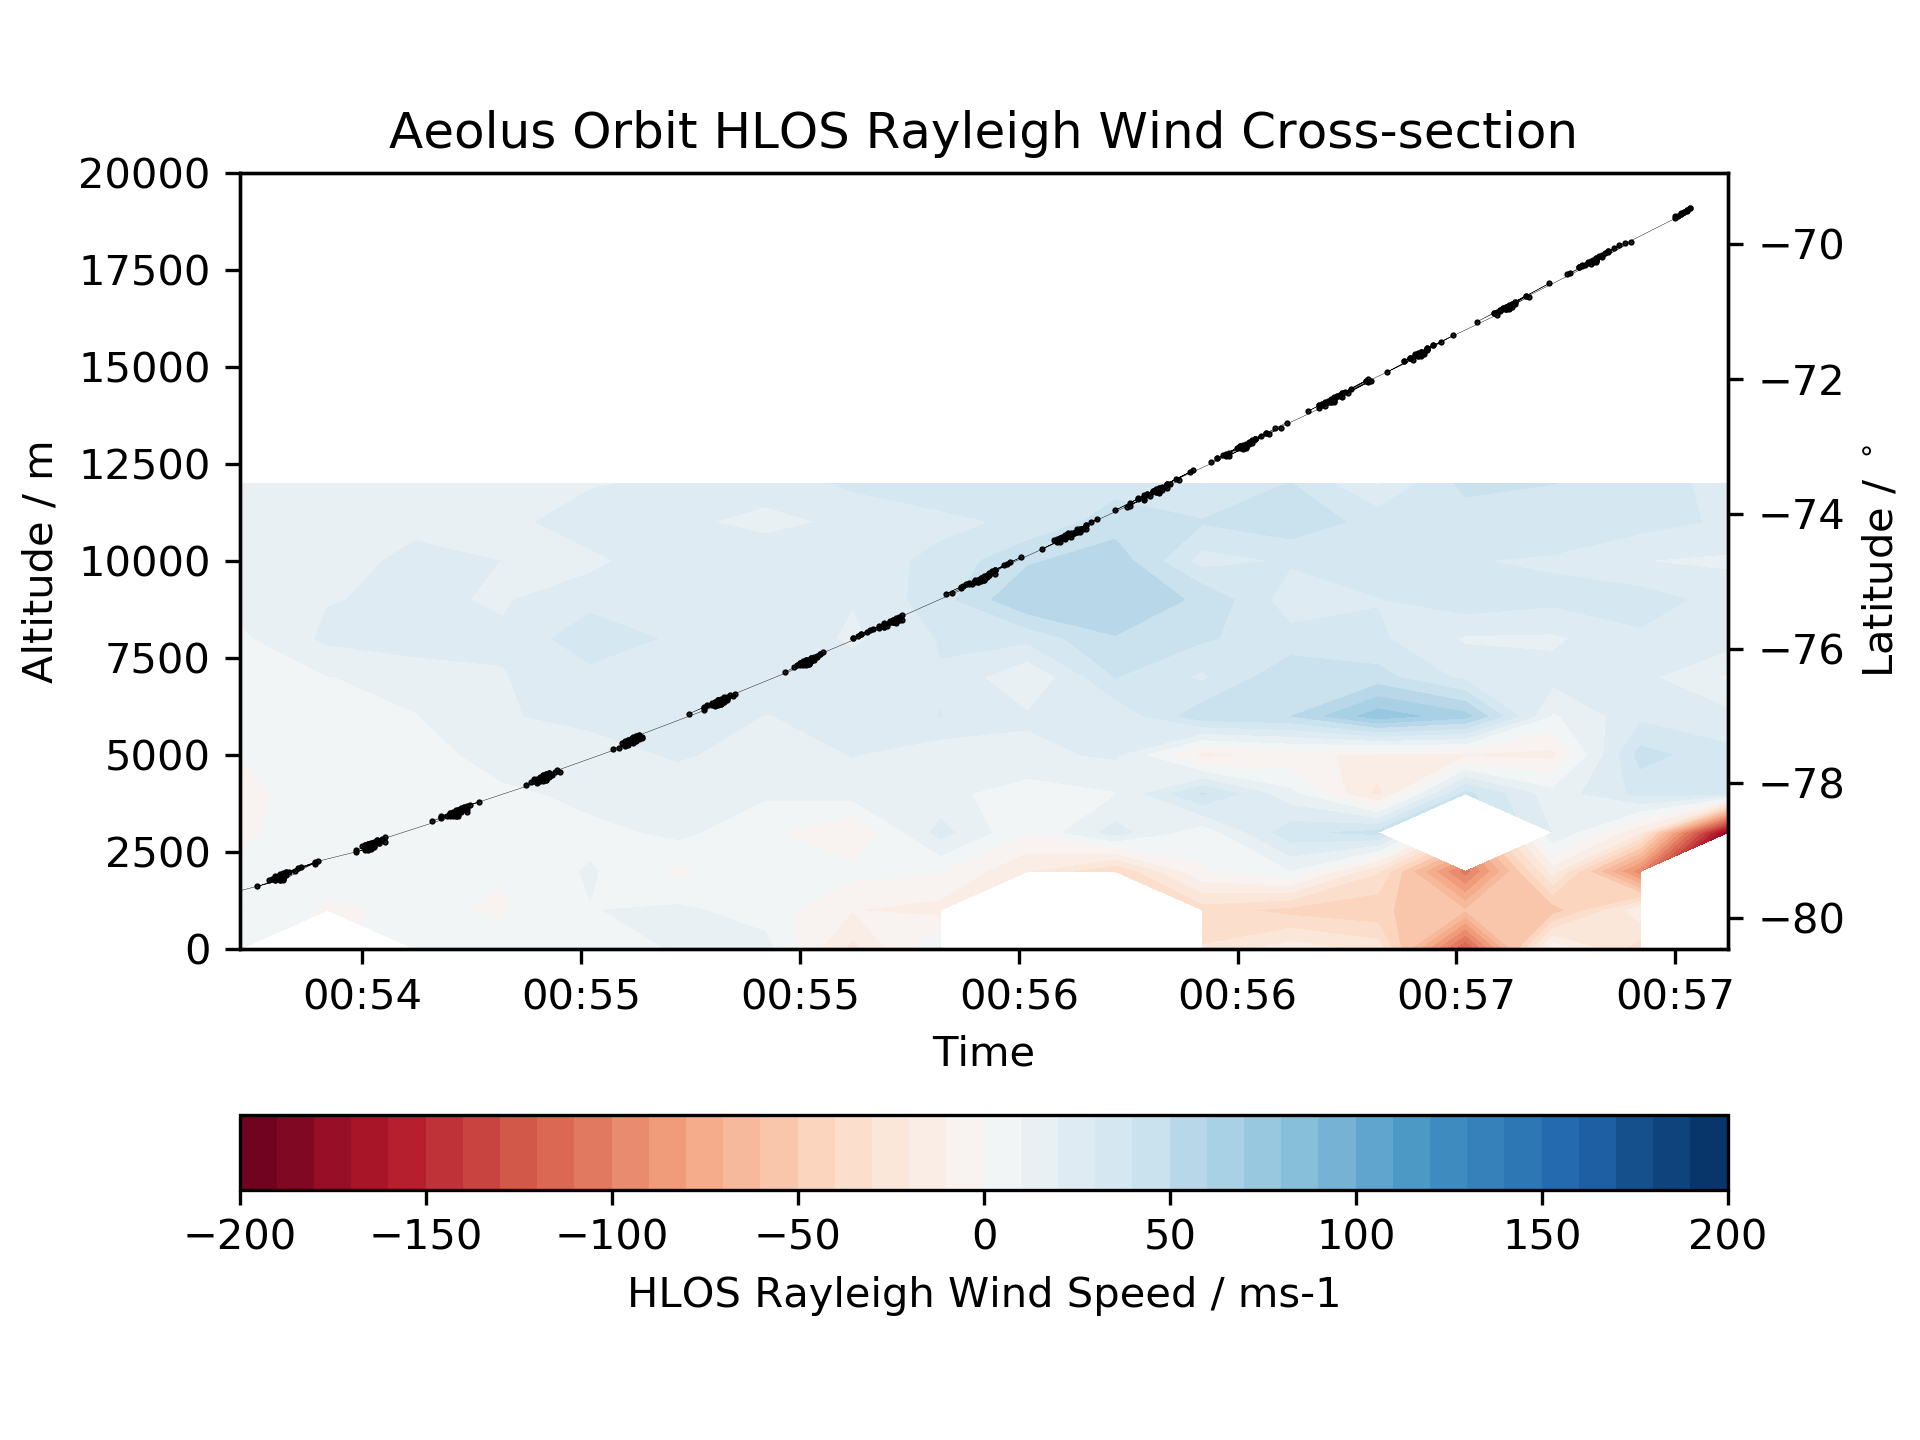 Aeolus Orbit HLOS Rayleigh Wind Cross-section
20000
17500
15000
12500
10000
7500
5000
2500
0
Altitude / m
−70
−72
−74
−76
−78
−80
Latitude / °
00:54 00:55 00:55 00:56 00:56 00:57 00:57
Time
−200 −150 −100 −50 0 50 100 150 200
HLOS Rayleigh Wind Speed / ms-1